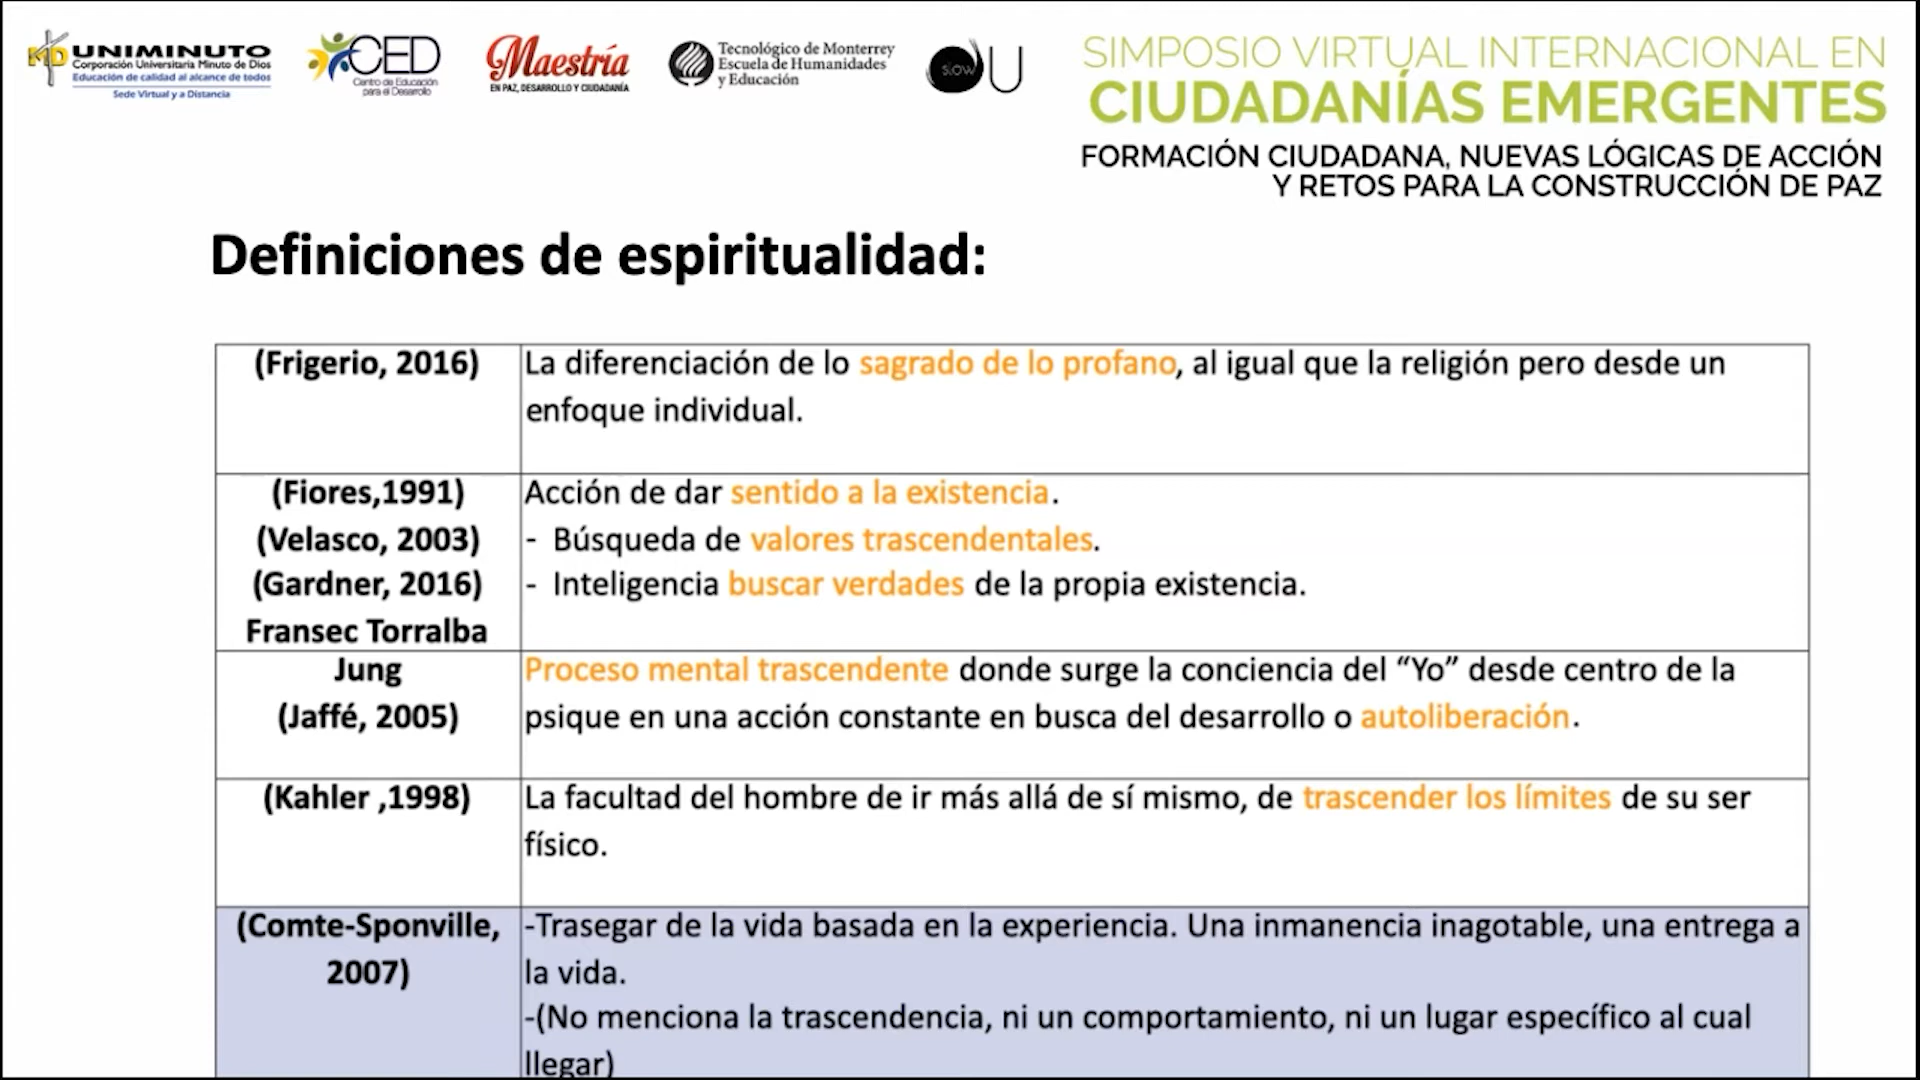 UNIMINUTO
Corporación Universitaria Minuto de Dios
Educación de calidad al alcance de todos
Sede Virtual y a Distancia
CED
Centro de Educación
para el Desarrollo
Maestría
EN PAZ, DESARROLLO Y CIUDADANÍA
Tecnológico de Monterrey
Escuela de Humanidades
y Educación
slow U
SIMPOSIO VIRTUAL INTERNACIONAL EN
CIUDADANÍAS EMERGENTES
FORMACIÓN CIUDADANA, NUEVAS LÓGICAS DE ACCIÓN
Y RETOS PARA LA CONSTRUCCIÓN DE PAZ
Definiciones de espiritualidad:
(Frigerio, 2016)
La diferenciación de lo sagrado de lo profano, al igual que la religión pero desde un
enfoque individual.
(Fiores,1991)
(Velasco, 2003)
(Gardner, 2016)
Fransec Torralba
Acción de dar sentido a la existencia.
- Búsqueda de valores trascendentales.
- Inteligencia buscar verdades de la propia existencia.
Jung
(Jaffé, 2005)
Proceso mental trascendente donde surge la conciencia del “Yo” desde centro de la
psique en una acción constante en busca del desarrollo o autoliberación.
(Kahler ,1998)
La facultad del hombre de ir más allá de sí mismo, de trascender los límites de su ser
físico.
(Comte-Sponville,
2007)
-Trasegar de la vida basada en la experiencia. Una inmanencia inagotable, una entrega a
la vida.
-(No menciona la trascendencia, ni un comportamiento, ni un lugar específico al cual
llegar)